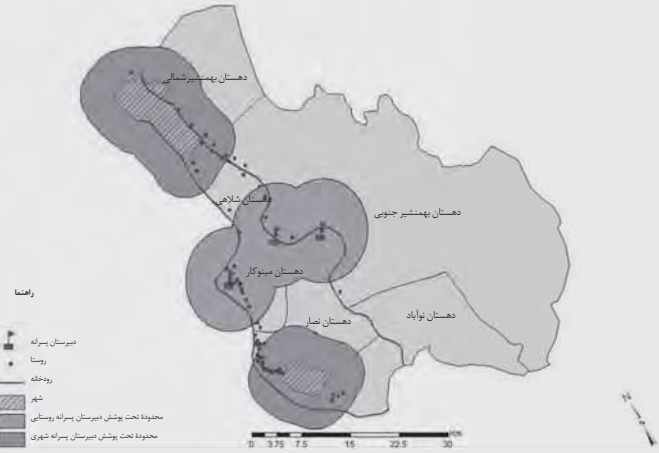 دهستان بهمنشیرشمالی
دهستان شلاهی
دهستان بهمنشیر جنوبی
دهستان مینوکار
دهستان نصار
دهستان نوآباد
راهنما
دبیرستان پسرانه
روستا
رودخانه
شهر
محدودهٔ تحت پوشش دبیرستان پسرانه روستایی
محدودهٔ تحت پوشش دبیرستان پسرانه شهری
0 3.75 7.5 15 22.5 30
N